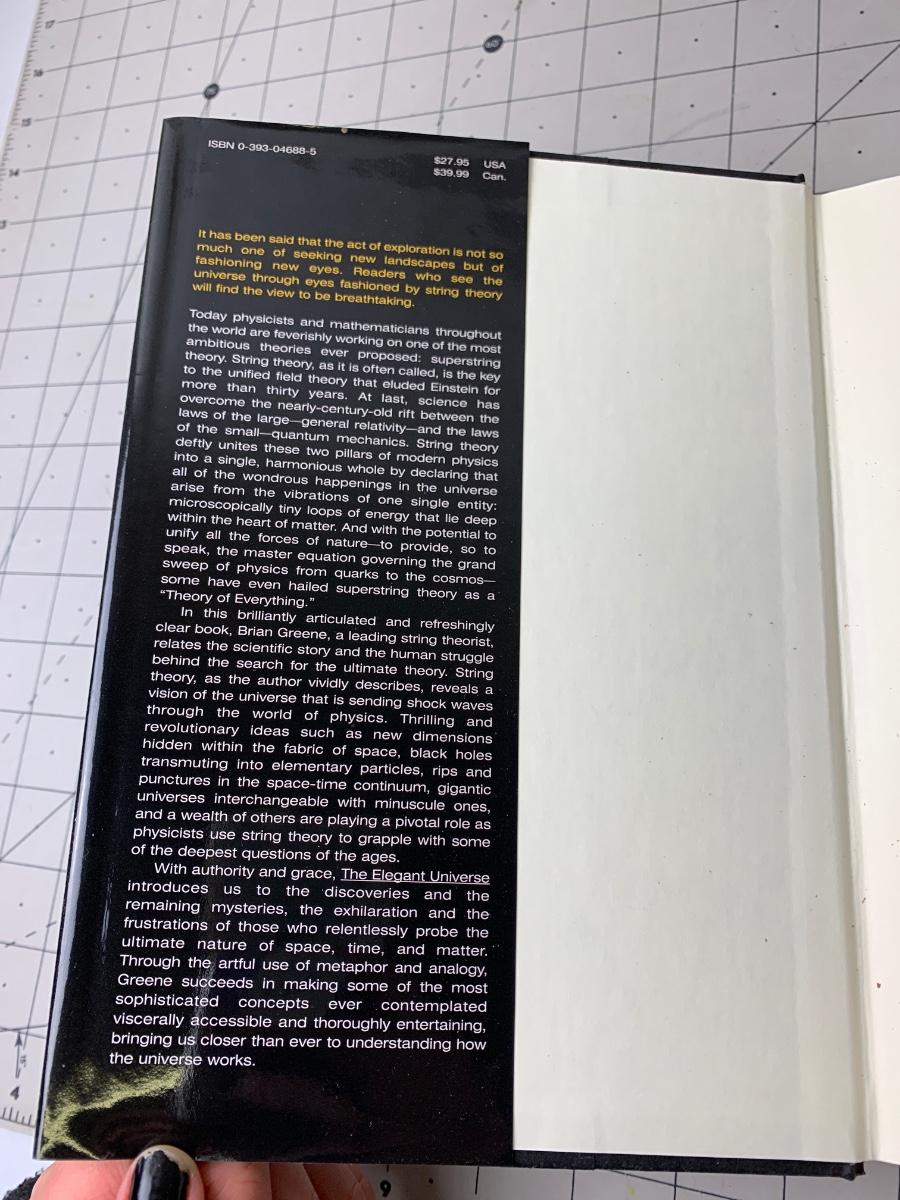 ISBN 0-393-04688-5
$27.95 USA
$39.99 Can.
It has been said that the act of exploration is not so
much one of seeking new landscapes but of
fashioning new eyes. Readers who see the
universe through eyes fashioned by string theory
will find the view to be breathtaking.
Today physicists and mathematicians throughout
the world are feverishly working on one of the most
ambitious theories ever proposed: superstring
theory. String theory, as it is often called, is the key
to the unified field theory that eluded Einstein for
more than thirty years. At last, science has
overcome the nearly-century-old rift between the
laws of the large—general relativity—and the laws
of the small—quantum mechanics. String theory
deftly unites these two pillars of modern physics
into a single, harmonious whole by declaring that
all of the wondrous happenings in the universe
arise from the vibrations of one single entity:
microscopically tiny loops of energy that lie deep
within the heart of matter. And with the potential to
unify all the forces of nature—to provide, so to
speak, the master equation governing the grand
sweep of physics from quarks to the cosmos—
some have even hailed superstring theory as a
“Theory of Everything.”
In this brilliantly articulated and refreshingly
clear book, Brian Greene, a leading string theorist,
relates the scientific story and the human struggle
behind the search for the ultimate theory. String
theory, as the author vividly describes, reveals a
vision of the universe that is sending shock waves
through the world of physics. Thrilling and
revolutionary ideas such as new dimensions
hidden within the fabric of space, black holes
transmuting into elementary particles, rips and
punctures in the space-time continuum, gigantic
universes interchangeable with minuscule ones,
and a wealth of others are playing a pivotal role as
physicists use string theory to grapple with some
of the deepest questions of the ages.
With authority and grace, The Elegant Universe
introduces us to the discoveries and the
remaining mysteries, the exhilaration and the
frustrations of those who relentlessly probe the
ultimate nature of space, time, and matter.
Through the artful use of metaphor and analogy,
Greene succeeds in making some of the most
sophisticated concepts ever contemplated
viscerally accessible and thoroughly entertaining,
bringing us closer than ever to understanding how
the universe works.
17
16
15
14
4
9